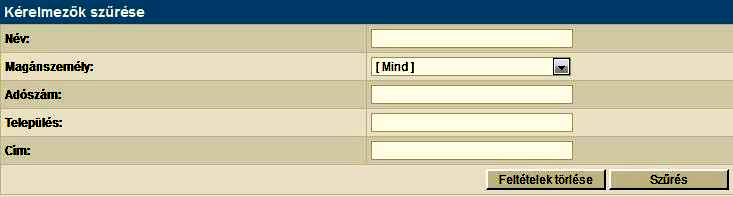 Kérelmezők szűrése
Név:
Magánszemély: [ Mind ]
Adószám:
Település:
Cím:
Feltételek törlése Szűrés